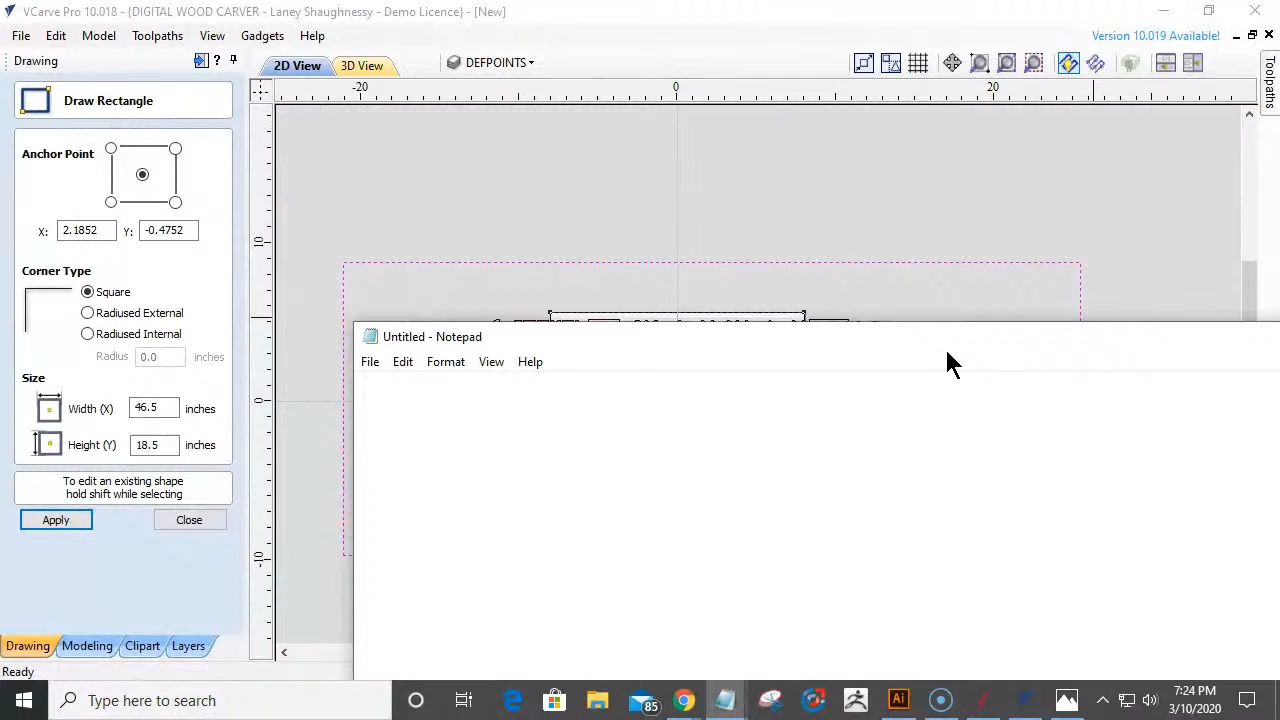 VCarve Pro 10.018 - {DIGITAL WOOD CARVER - Laney Shaughnessy - Demo Licence} - [New]
File Edit Model Toolpaths View Gadgets Help
Version 10.019 Available!
Drawing
2D View 3D View DEFPOINTS
Toolpaths
Draw Rectangle
-20 0 20
Anchor Point
X: 2.1852 Y: -0.4752
10
0
-10
Corner Type
Square
Radiused External
Radiused Internal
Radius 0.0 inches
Size
Width (X) 46.5 inches
Height (Y) 18.5 inches
To edit an existing shape
hold shift while selecting
Apply Close
Untitled - Notepad
File Edit Format View Help
Drawing Modeling Clipart Layers
Ready
Type here to search
85
7:24 PM
3/10/2020